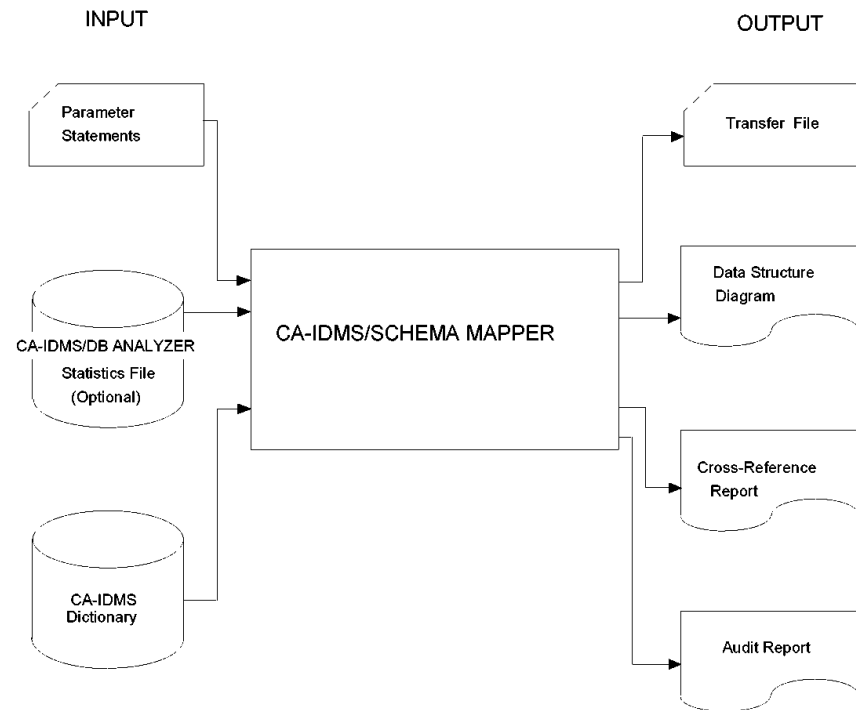 INPUT
OUTPUT
Parameter
Statements
Transfer File
CA-IDMS/DB ANALYZER
Statistics File
(Optional)
CA-IDMS/SCHEMA MAPPER
Data Structure
Diagram
Cross-Reference
Report
CA-IDMS
Dictionary
Audit Report